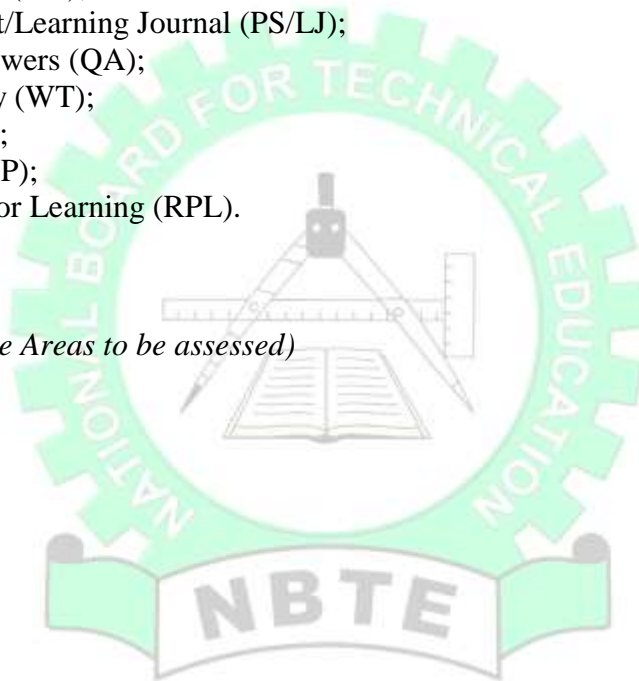 t/Learning Journal (PS/LJ);
wers (QA);
y (WT);
;
P);
or Learning (RPL).
e Areas to be assessed)
NATIONAL BOARD FOR TECHNICAL EDUCATION
NBTE